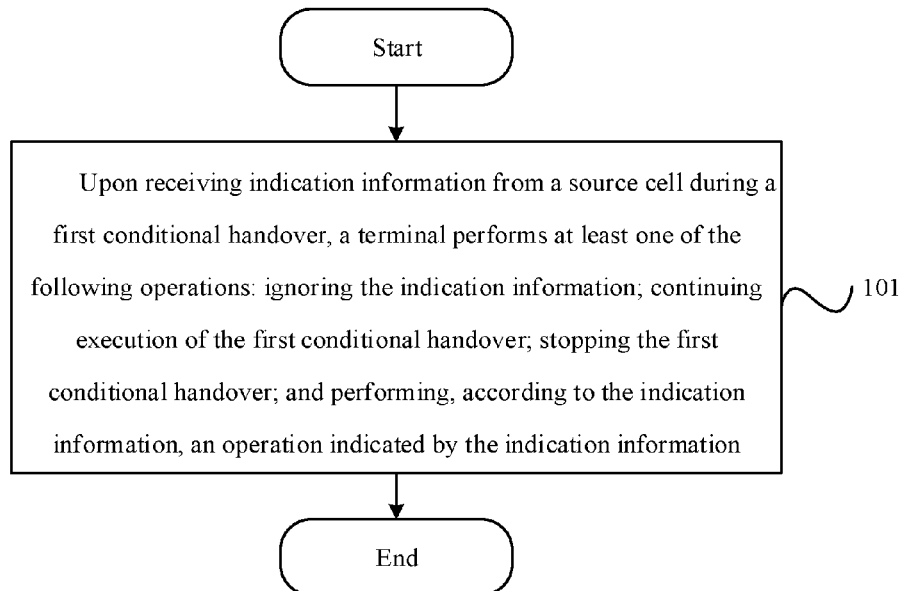 Start
Upon receiving indication information from a source cell during a
first conditional handover, a terminal performs at least one of the
following operations: ignoring the indication information; continuing
execution of the first conditional handover; stopping the first
conditional handover; and performing, according to the indication
information, an operation indicated by the indication information
101
End